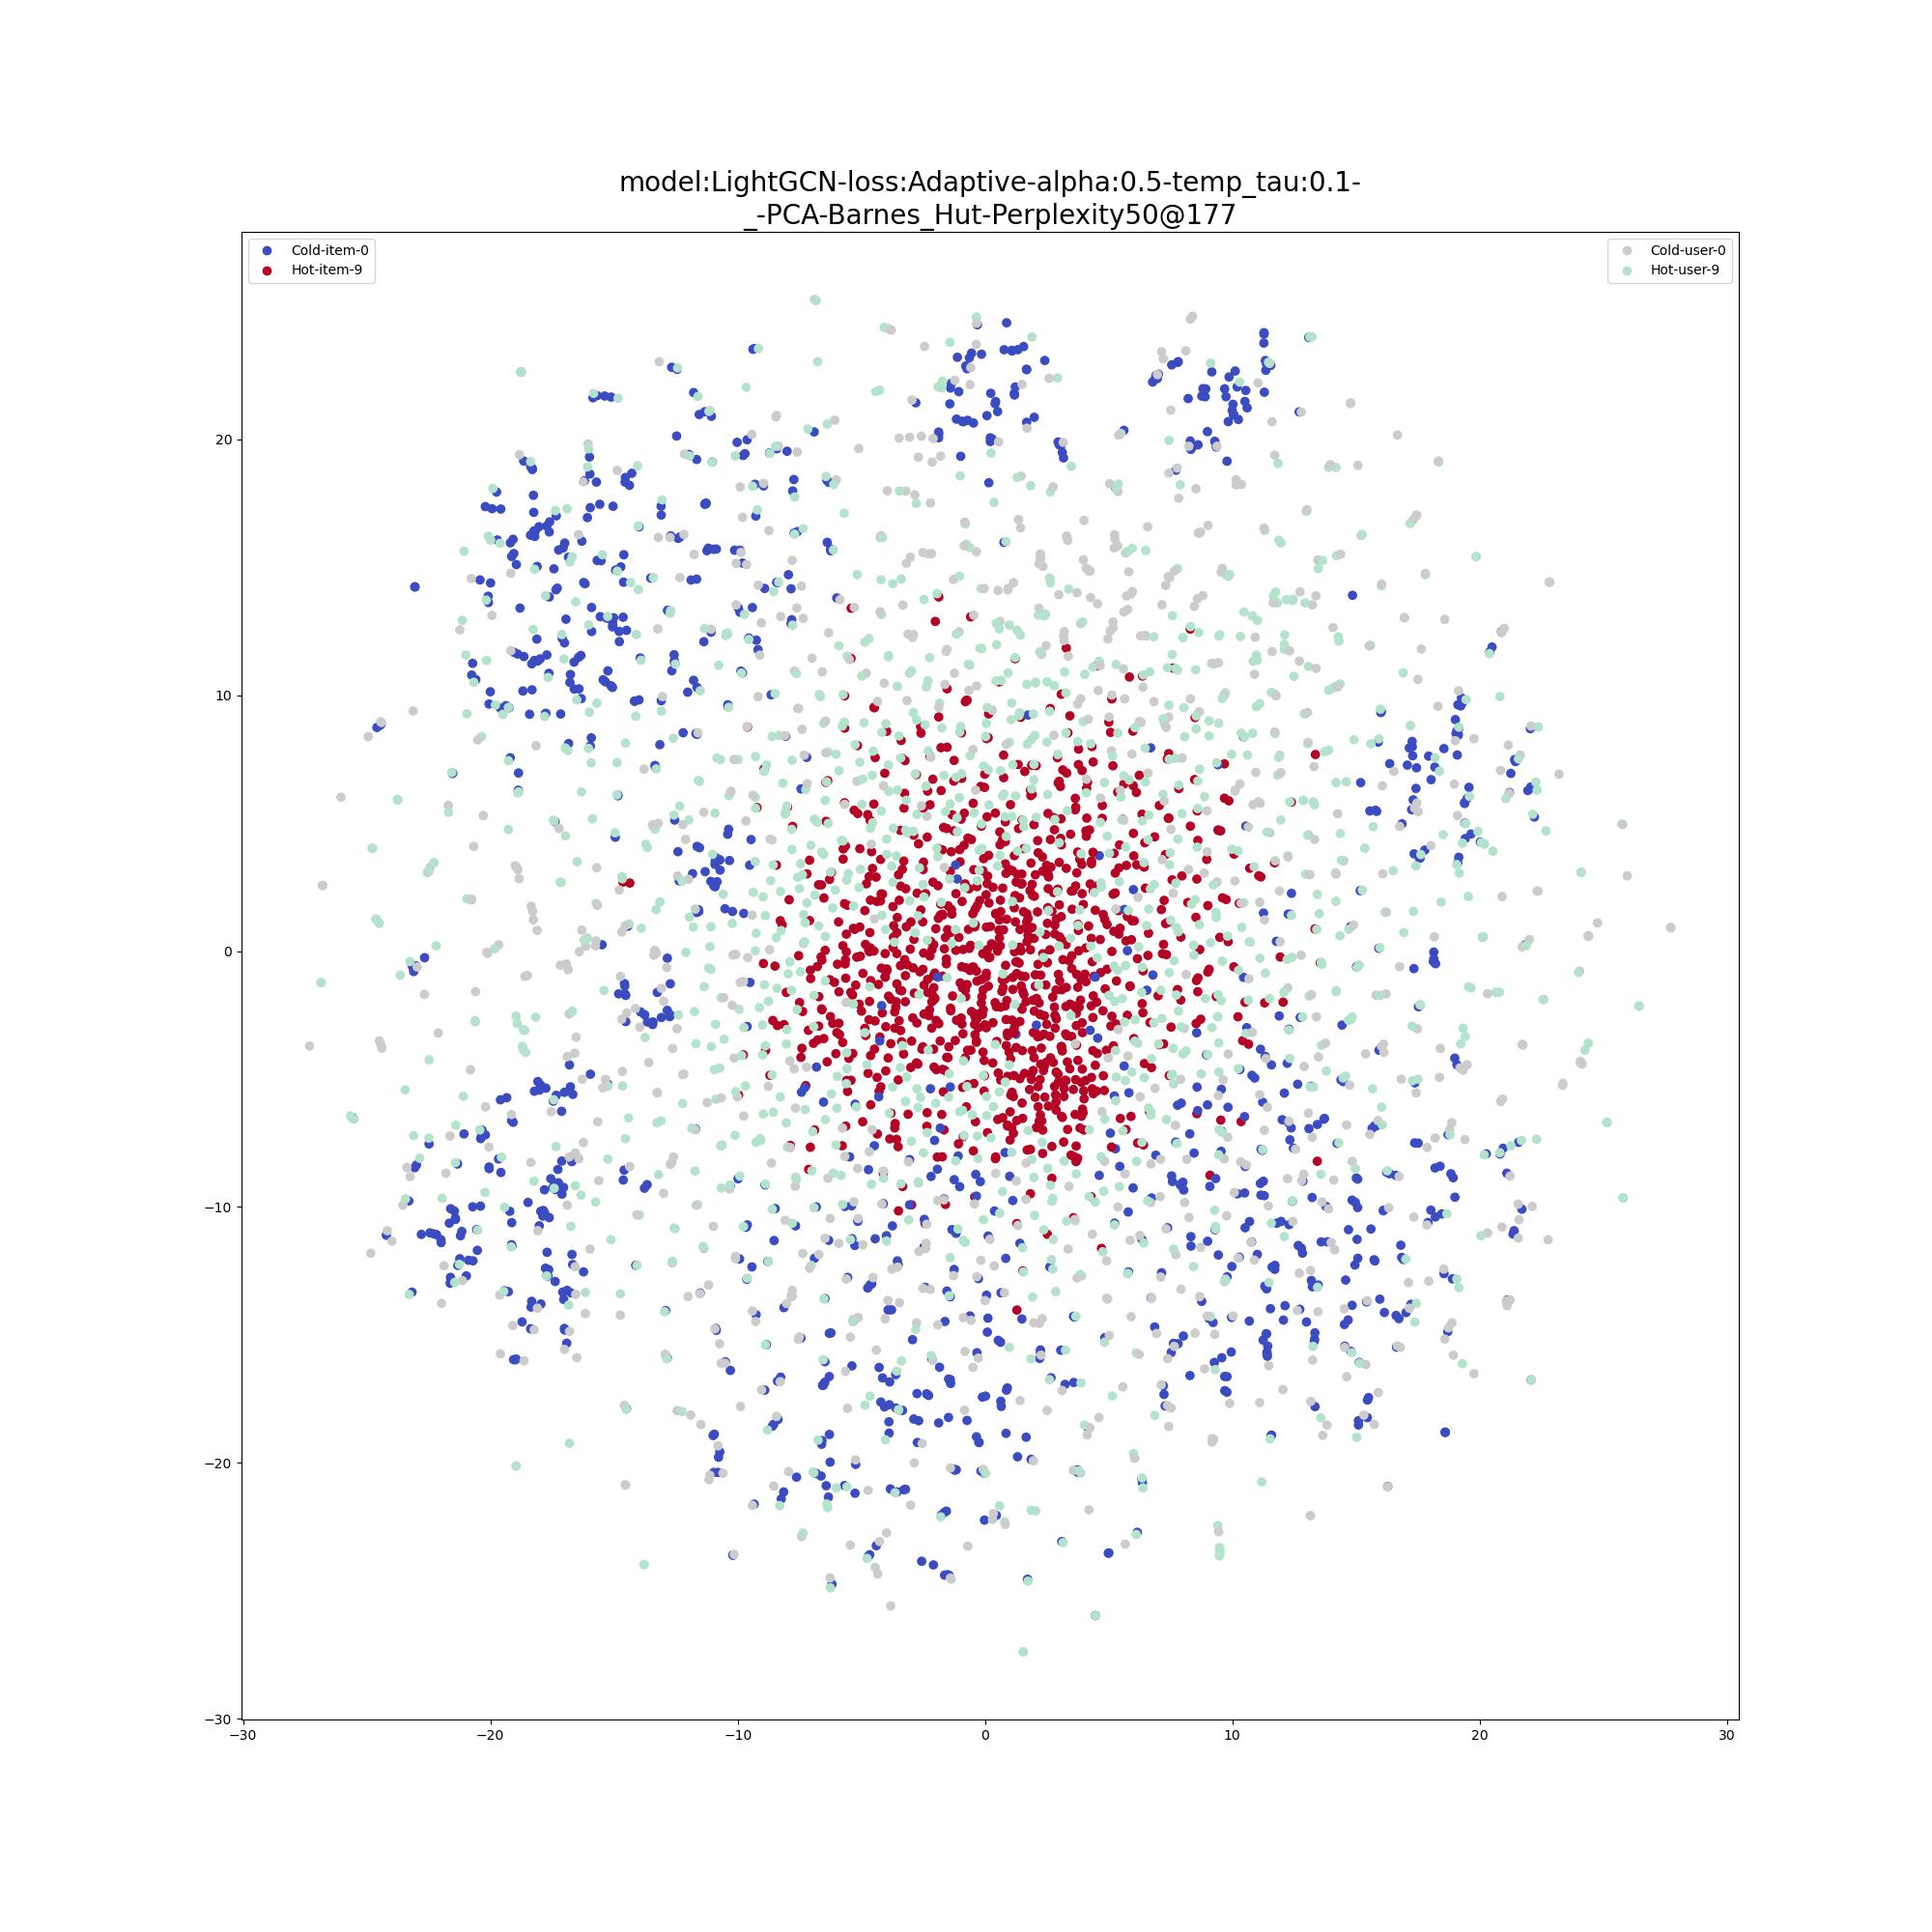 model:LightGCN-loss:Adaptive-alpha:0.5-temp_tau:0.1-
_-PCA-Barnes_Hut-Perplexity50@177
Cold-item-0
Hot-item-9
Cold-user-0
Hot-user-9
20
10
0
−10
−20
−30
−30 −20 −10 0 10 20 30